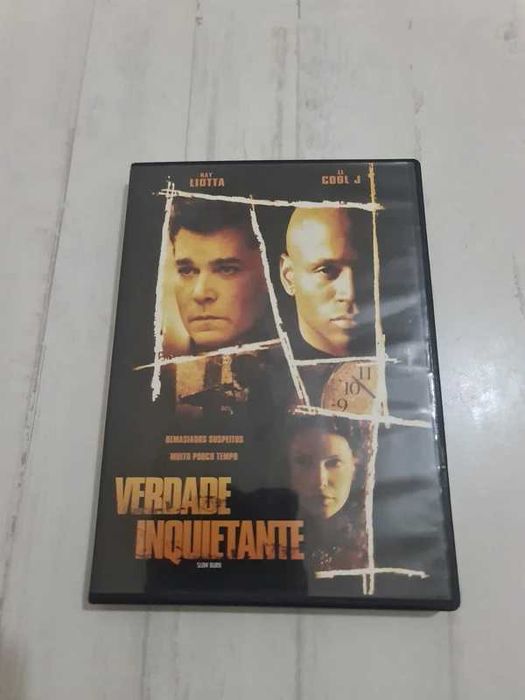 RAY
LIOTTA
LL
COOL J
11
10
9
DEMASIADOS SUSPEITOS
MUITO POUCO TEMPO
VERDADE
INQUIETANTE
SLOW BURN